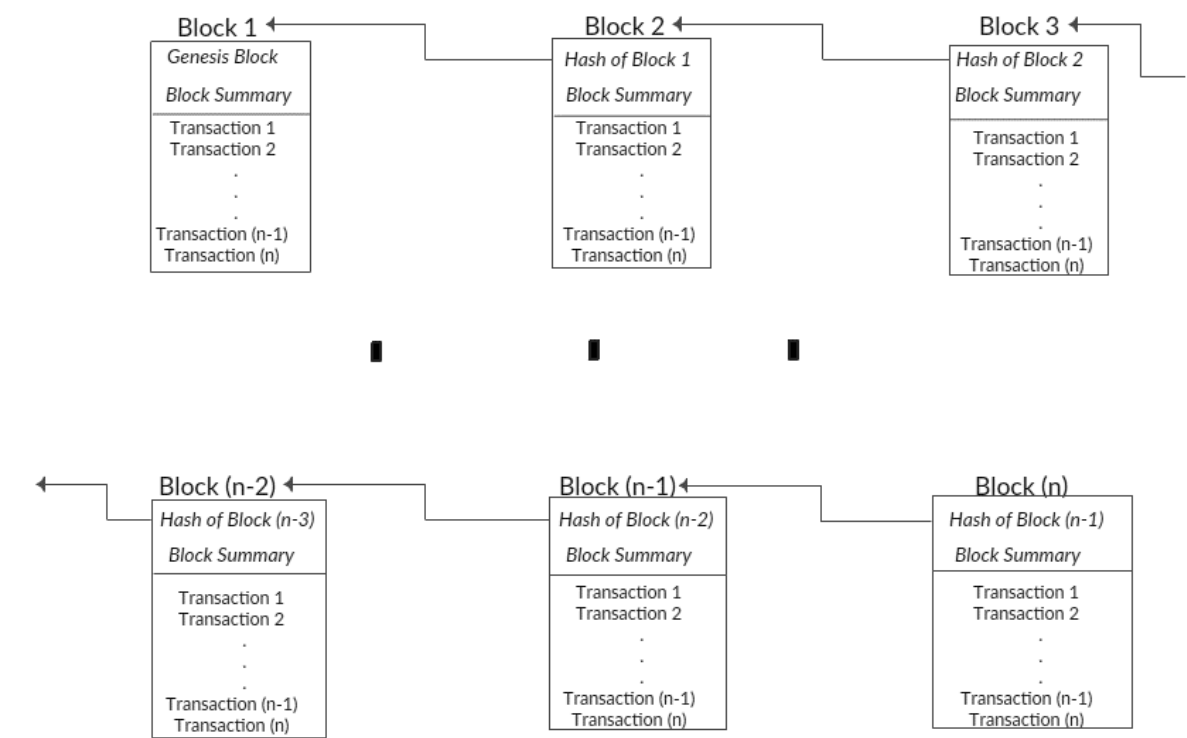 Block 1
Genesis Block
Block Summary
Transaction 1
Transaction 2
.
.
.
Transaction (n-1)
Transaction (n)
Block 2
Hash of Block 1
Block Summary
Transaction 1
Transaction 2
.
.
.
Transaction (n-1)
Transaction (n)
Block 3
Hash of Block 2
Block Summary
Transaction 1
Transaction 2
.
.
.
Transaction (n-1)
Transaction (n)
Block (n-2)
Hash of Block (n-3)
Block Summary
Transaction 1
Transaction 2
.
.
.
Transaction (n-1)
Transaction (n)
Block (n-1)
Hash of Block (n-2)
Block Summary
Transaction 1
Transaction 2
.
.
.
Transaction (n-1)
Transaction (n)
Block (n)
Hash of Block (n-1)
Block Summary
Transaction 1
Transaction 2
.
.
.
Transaction (n-1)
Transaction (n)